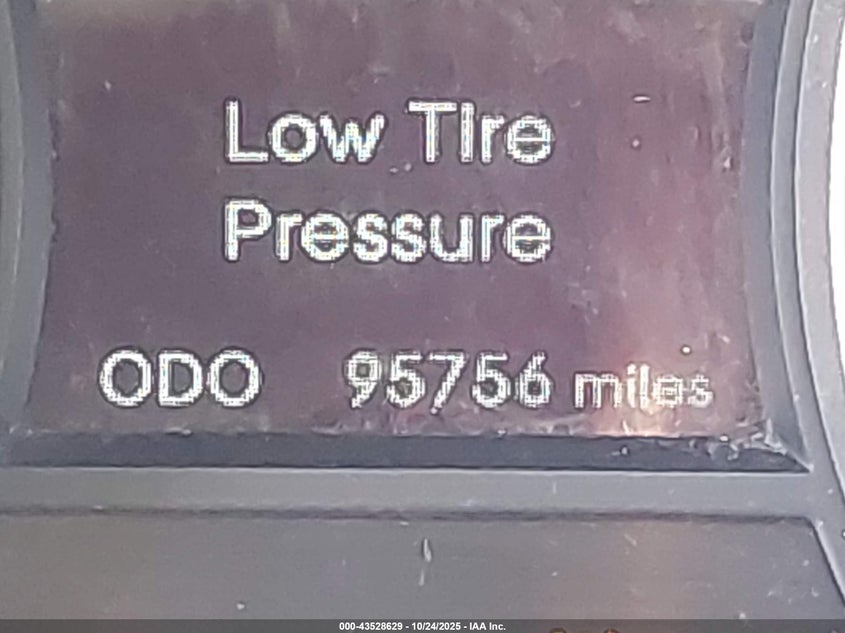 Low Tire
Pressure
ODO 95756 miles
000-43528629 - 10/24/2025 - IAA Inc.